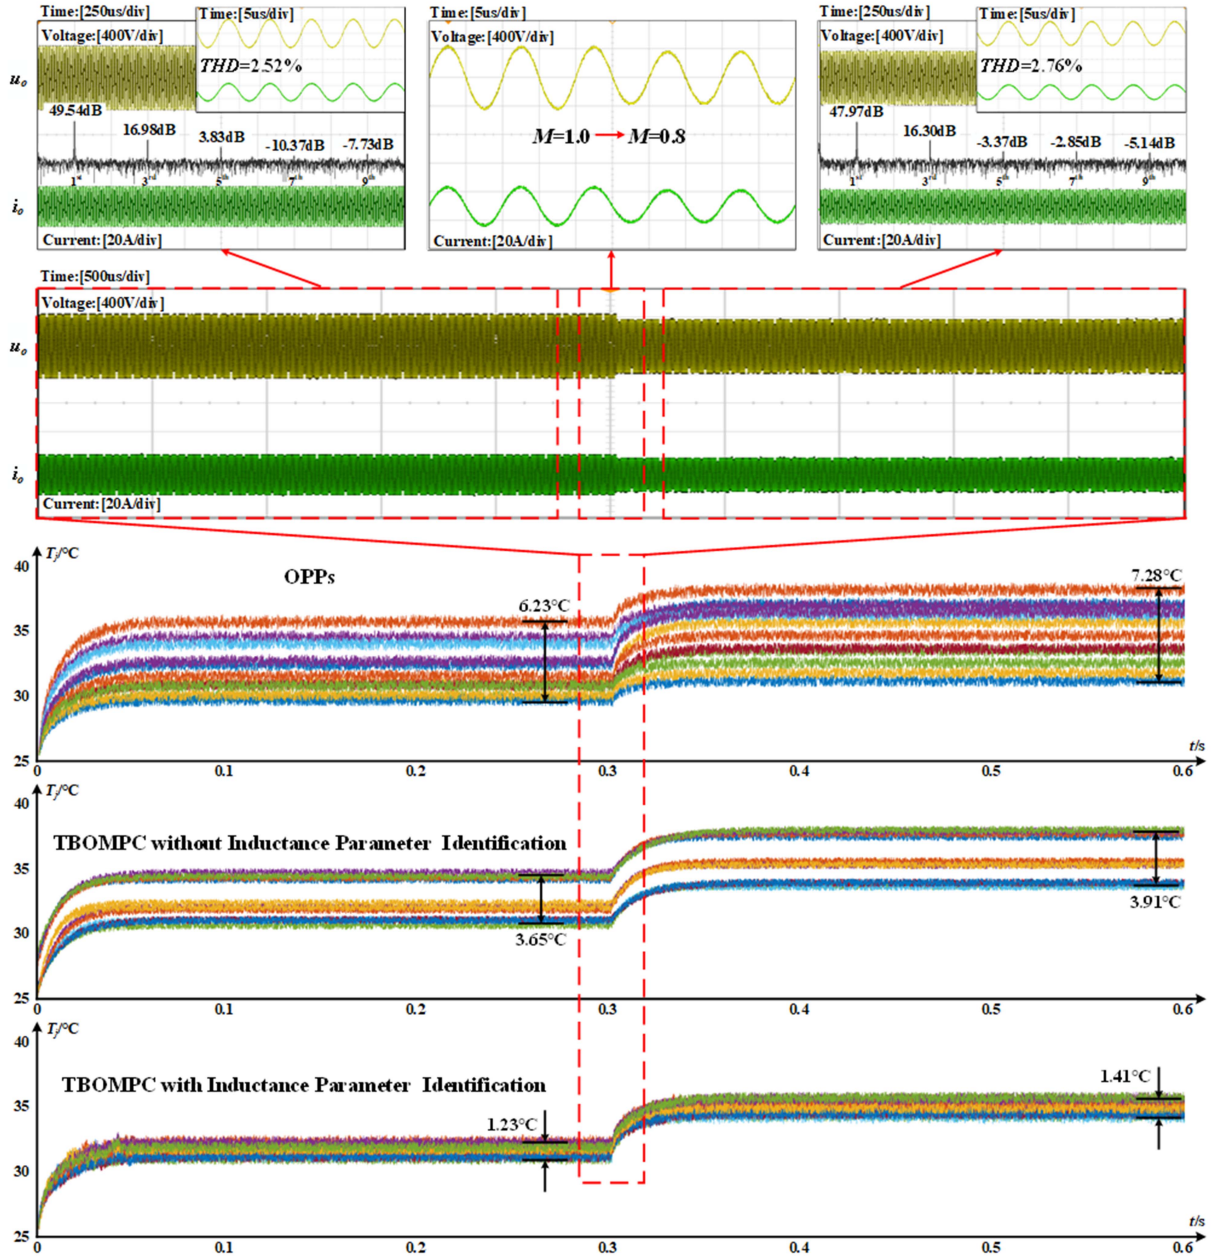 Time:[250us/div]
Time:[5us/div]
Voltage:[400V/div]
THD=2.52%
uo
49.54dB
16.98dB
3.83dB
-10.37dB
-7.73dB
1st
3rd
5th
7th
9th
io
Current:[20A/div]
Time:[5us/div]
Voltage:[400V/div]
M=1.0
M=0.8
Current:[20A/div]
Time:[250us/div]
Time:[5us/div]
Voltage:[400V/div]
THD=2.76%
47.97dB
16.30dB
-3.37dB
-2.85dB
-5.14dB
1st
3rd
5th
7th
9th
Current:[20A/div]
Time:[500us/div]
Voltage:[400V/div]
uo
io
Current:[20A/div]
Tj/°C
40
35
30
25
OPPs
6.23°C
7.28°C
t/s
0
0.1
0.2
0.3
0.4
0.5
0.6
Tj/°C
40
35
30
25
TBOMPC without Inductance Parameter Identification
3.65°C
3.91°C
t/s
0
0.1
0.2
0.3
0.4
0.5
0.6
Tj/°C
40
35
30
25
TBOMPC with Inductance Parameter Identification
1.23°C
1.41°C
t/s
0
0.1
0.2
0.3
0.4
0.5
0.6